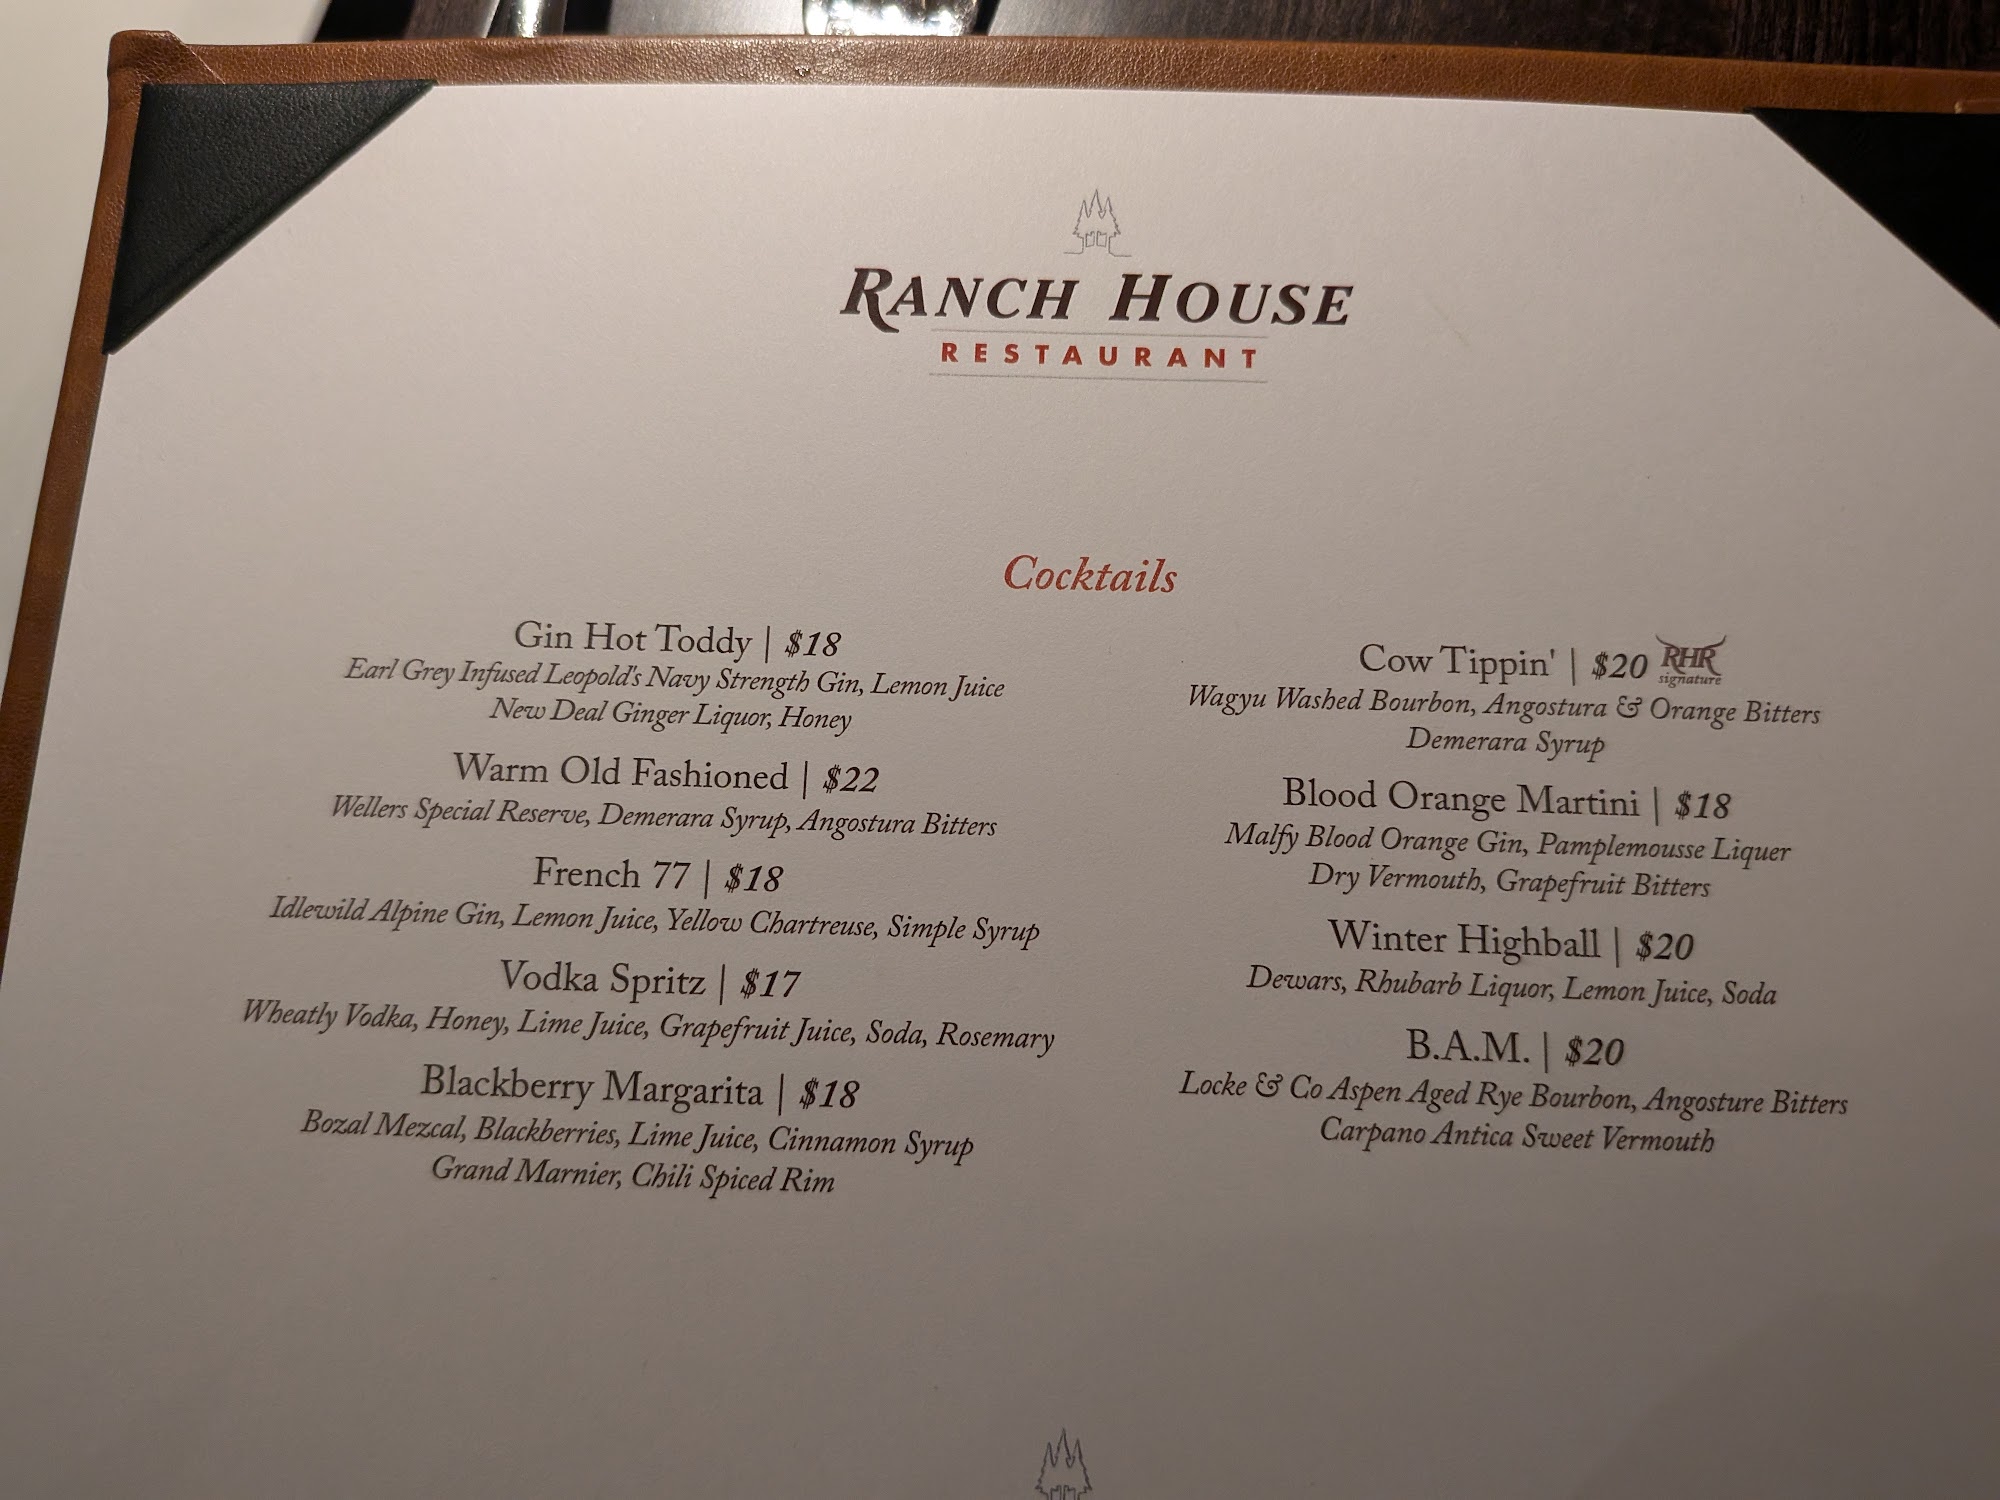 RANCH HOUSE
RESTAURANT
Cocktails
Gin Hot Toddy | $18
Earl Grey Infused Leopold's Navy Strength Gin, Lemon Juice
New Deal Ginger Liquor, Honey
Warm Old Fashioned | $22
Wellers Special Reserve, Demerara Syrup, Angostura Bitters
French 77 | $18
Idlewild Alpine Gin, Lemon Juice, Yellow Chartreuse, Simple Syrup
Vodka Spritz | $17
Wheatly Vodka, Honey, Lime Juice, Grapefruit Juice, Soda, Rosemary
Blackberry Margarita | $18
Bozal Mezcal, Blackberries, Lime Juice, Cinnamon Syrup
Grand Marnier, Chili Spiced Rim
Cow Tippin' | $20 RHR
signature
Wagyu Washed Bourbon, Angostura & Orange Bitters
Demerara Syrup
Blood Orange Martini | $18
Malfy Blood Orange Gin, Pamplemousse Liquer
Dry Vermouth, Grapefruit Bitters
Winter Highball | $20
Dewars, Rhubarb Liquor, Lemon Juice, Soda
B.A.M. | $20
Locke & Co Aspen Aged Rye Bourbon, Angosture Bitters
Carpano Antica Sweet Vermouth